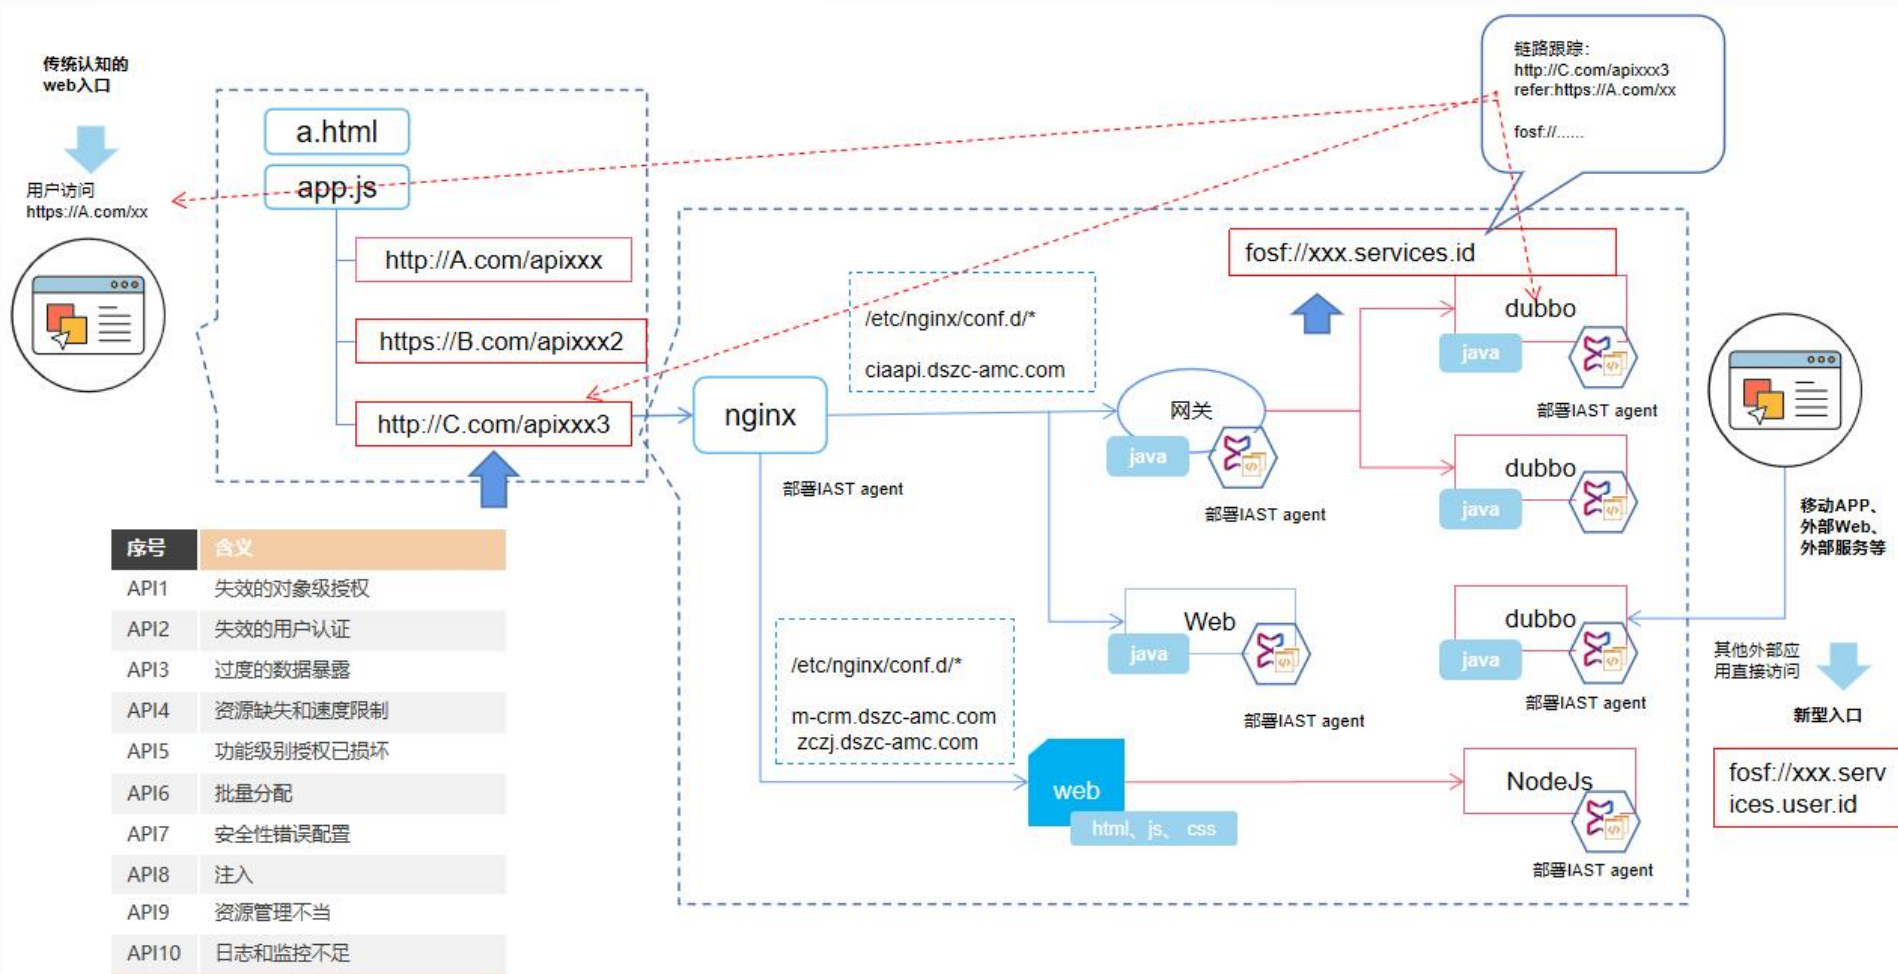 传统认知的
web入口
用户访问
https://A.com/xx
a.html
app.js
http://A.com/apixxx
https://B.com/apixxx2
http://C.com/apixxx3
序号 含义
API1 失效的对象级授权
API2 失效的用户认证
API3 过度的数据暴露
API4 资源缺失和速度限制
API5 功能级别授权已损坏
API6 批量分配
API7 安全性错误配置
API8 注入
API9 资源管理不当
API10 日志和监控不足
nginx
部署IAST agent
/etc/nginx/conf.d/*
ciaapi.dszc-amc.com
网关
java
部署IAST agent
/etc/nginx/conf.d/*
m-crm.dszc-amc.com
zczj.dszc-amc.com
Web
java
部署IAST agent
web
html、js、 css
链路跟踪：
http://C.com/apixxx3
refer:https://A.com/xx
fosf://......
fosf://xxx.services.id
dubbo
java
部署IAST agent
dubbo
java
dubbo
java
部署IAST agent
NodeJs
部署IAST agent
移动APP、
外部Web、
外部服务等
其他外部应
用直接访问
新型入口
fosf://xxx.serv
ices.user.id